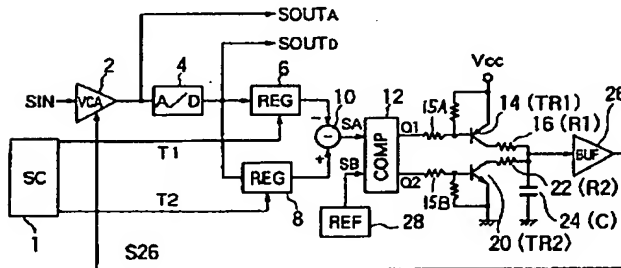 SOUTA
SOUTD
2
4
6
10
12
Vcc
26
SIN
VCA
A/D
REG
-
-
+
SA
SB
COMP
Q1
Q2
15A
15B
14 (TR1)
16 (R1)
BUF
22 (R2)
24 (C)
20 (TR2)
SC
T1
T2
REG
8
REF
28
1
S26